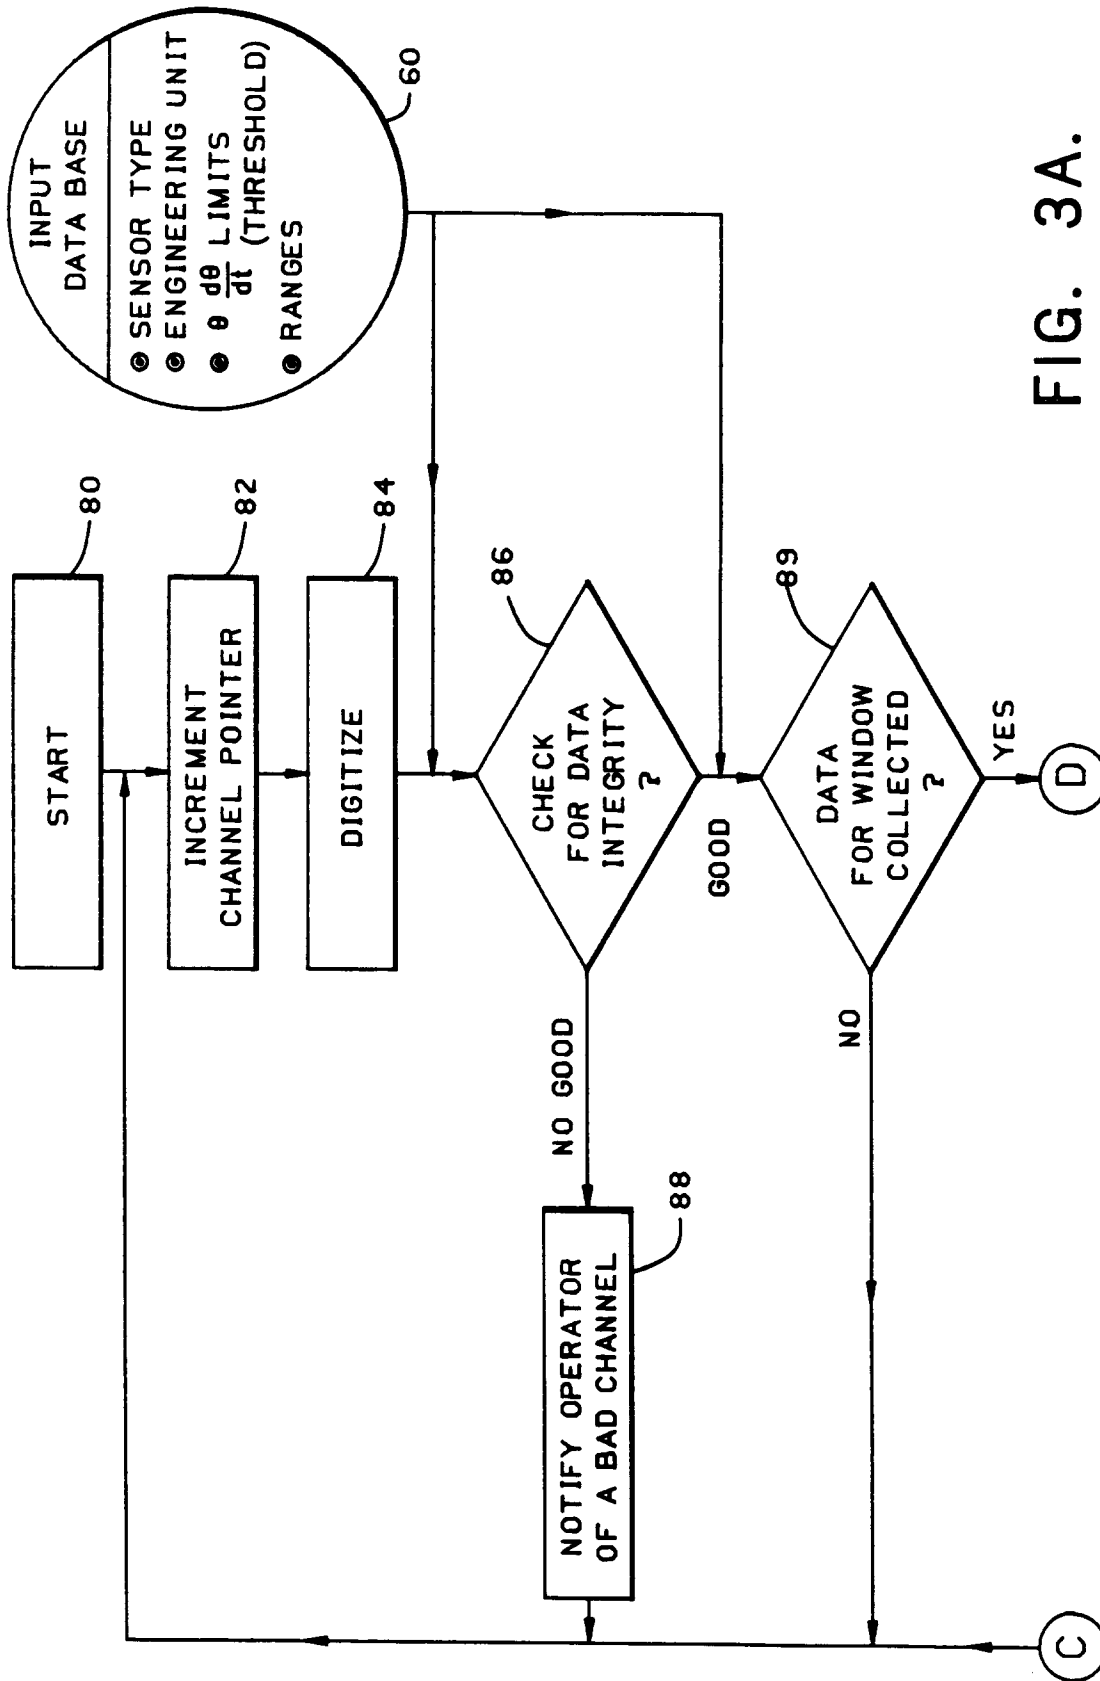 START
80
INCREMENT
CHANNEL POINTER
82
DIGITIZE
84
INPUT
DATA BASE
● SENSOR TYPE
● ENGINEERING UNIT
● θ dθ/dt LIMITS
(THRESHOLD)
● RANGES
60
CHECK
FOR DATA
INTEGRITY
?
86
NO GOOD
GOOD
NOTIFY OPERATOR
OF A BAD CHANNEL
88
DATA
FOR WINDOW
COLLECTED
?
89
NO
YES
C
D
FIG. 3A.